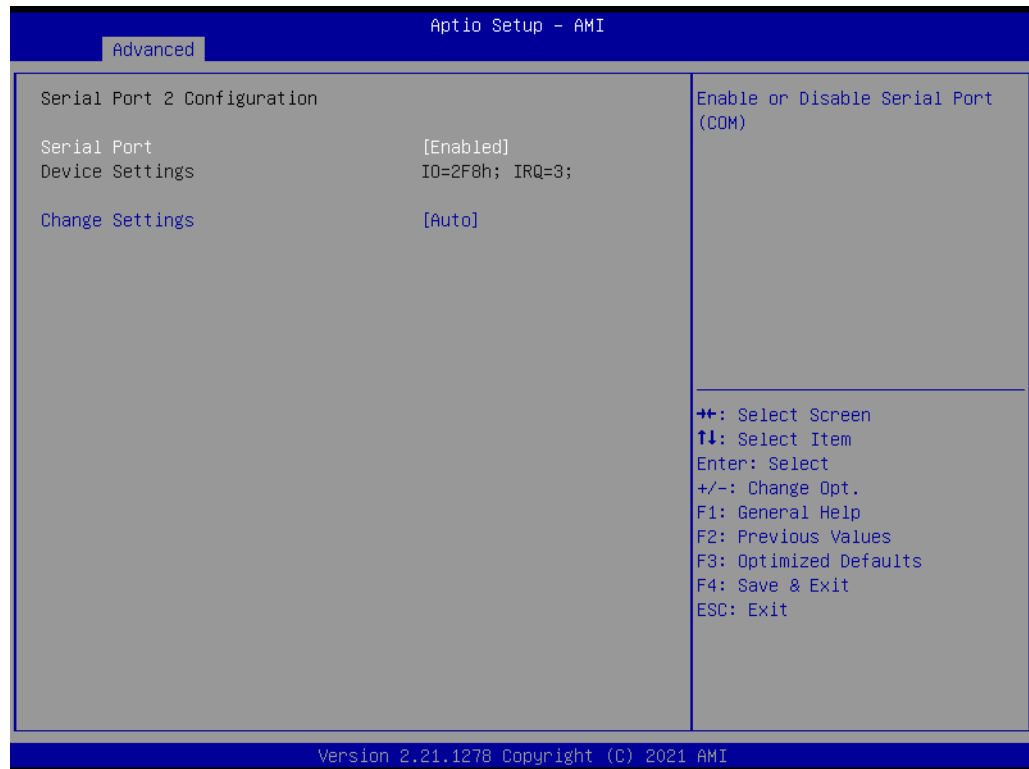 Aptio Setup – AMI
Advanced
Serial Port 2 Configuration
Serial Port [Enabled]
Device Settings IO=2F8h; IRQ=3;
Change Settings [Auto]
Enable or Disable Serial Port
(COM)
→←: Select Screen
↑↓: Select Item
Enter: Select
+/-: Change Opt.
F1: General Help
F2: Previous Values
F3: Optimized Defaults
F4: Save & Exit
ESC: Exit
Version 2.21.1278 Copyright (C) 2021 AMI